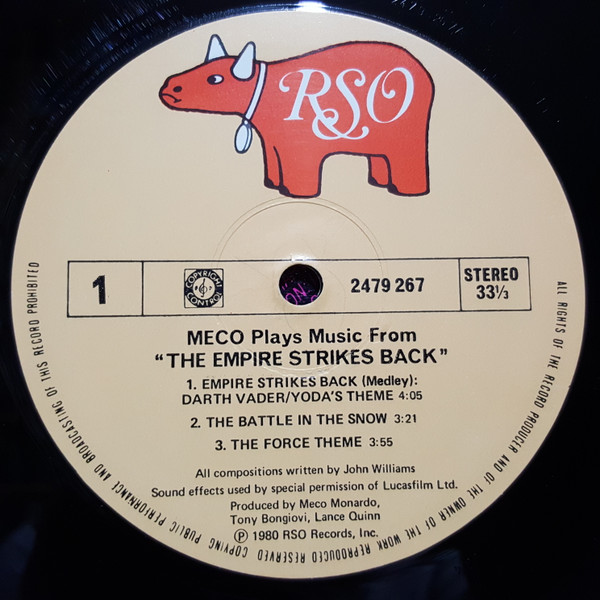 RSO
1
COPYRIGHT CONTROL
2479 267
STEREO
33⅓
MECO Plays Music From
"THE EMPIRE STRIKES BACK"
1. EMPIRE STRIKES BACK (Medley):
DARTH VADER/YODA'S THEME 4:05
2. THE BATTLE IN THE SNOW 3:21
3. THE FORCE THEME 3:55
All compositions written by John Williams
Sound effects used by special permission of Lucasfilm Ltd.
Produced by Meco Monardo,
Tony Bongiovi, Lance Quinn
Ⓟ 1980 RSO Records, Inc.
ALL RIGHTS OF THE RECORD PRODUCER AND OF THE OWNER OF THE WORK REPRODUCED RESERVED COPYING PUBLIC PERFORMANCE AND BROADCASTING OF THIS RECORD PROHIBITED